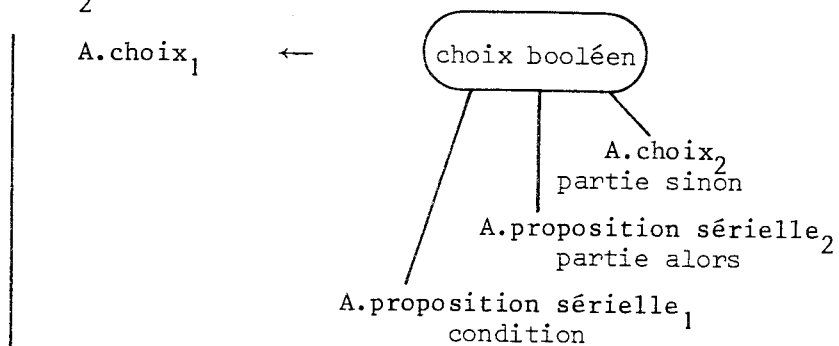 2
A.choix1 ← choix booléen
A.choix2
partie sinon
A.proposition sérielle2
partie alors
A.proposition sérielle1
condition